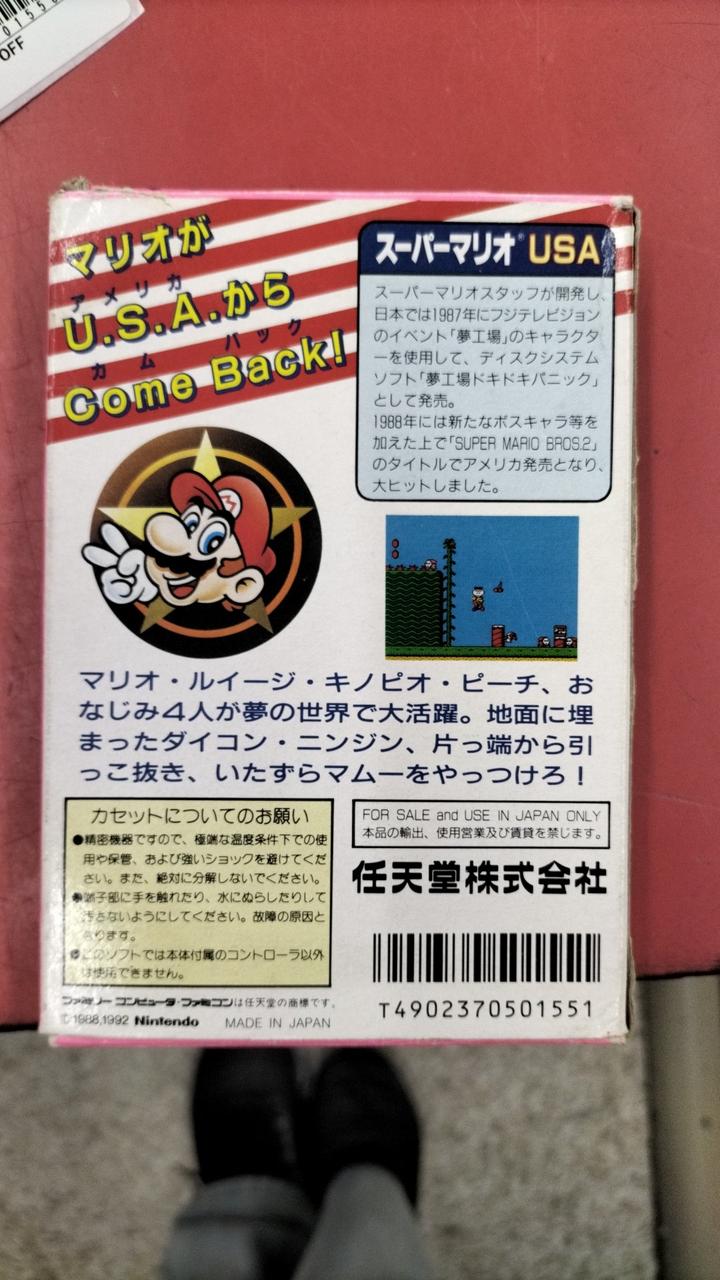 01550
OFF
マリオが
アメリカ
U.S.A.から
カム バック
Come Back!
スーパーマリオ® USA
スーパーマリオスタッフが開発し、
日本では1987年にフジテレビジョン
のイベント「夢工場」のキャラクタ
ーを使用して、ディスクシステム
ソフト「夢工場ドキドキパニック」
として発売。
1988年には新たなボスキャラ等を
加えた上で「SUPER MARIO BROS.2」
のタイトルでアメリカ発売となり、
大ヒットしました。
M
マリオ・ルイージ・キノピオ・ピーチ、お
なじみ4人が夢の世界で大活躍。地面に埋
まったダイコン・ニンジン、片っ端から引
っこ抜き、いたずらマムーをやっつけろ！
カセットについてのお願い
●精密機器ですので、極端な温度条件下での使
用や保管、および強いショックを避けてくだ
さい。また、絶対に分解しないでください。
●端子部に手を触れたり、水にぬらしたりして
汚さないようにしてください。故障の原因と
なります。
●このソフトでは本体付属のコントローラ以外
は使用できません。
ファミリーコンピュータ・ファミコンは任天堂の商標です。
©1988,1992 Nintendo MADE IN JAPAN
FOR SALE and USE IN JAPAN ONLY
本品の輸出、使用営業及び賃貸を禁じます。
任天堂株式会社
T4902370501551